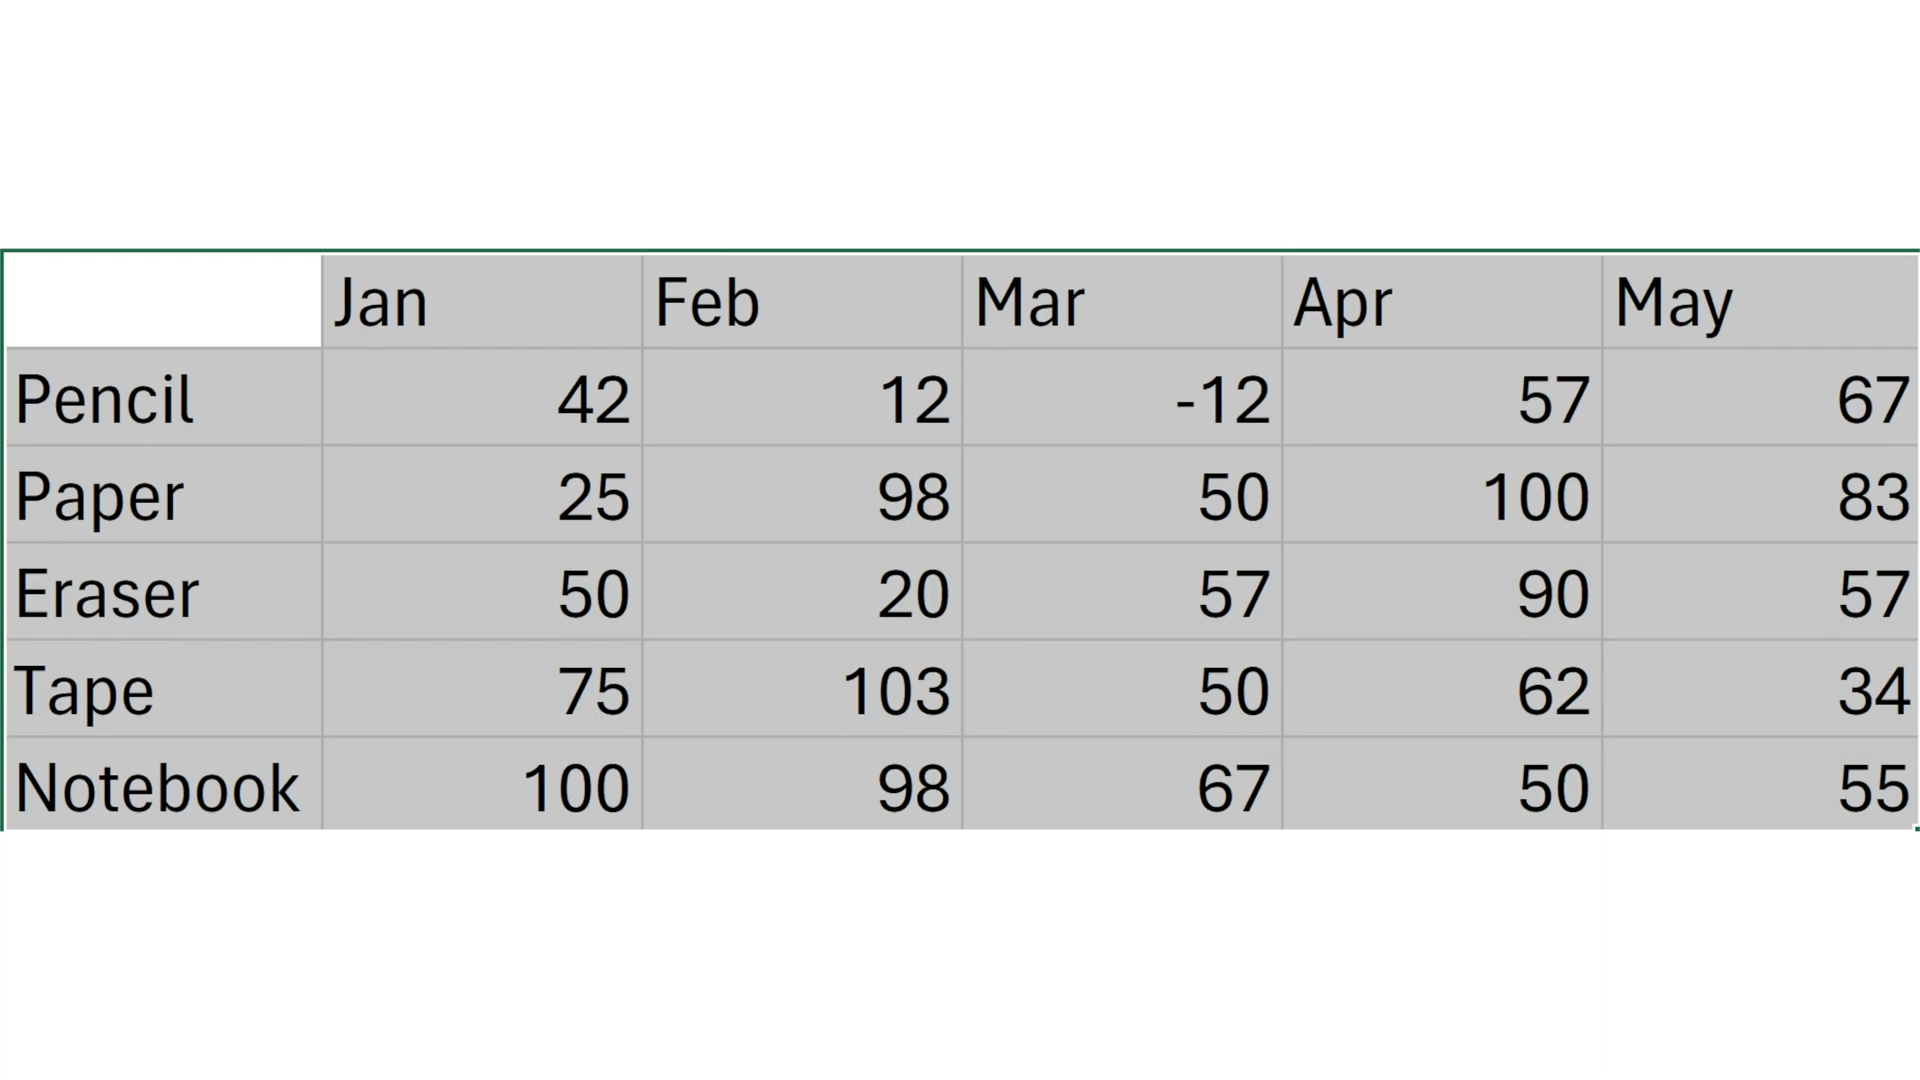 Jan Feb Mar Apr May
Pencil 42 12 -12 57 67
Paper 25 98 50 100 83
Eraser 50 20 57 90 57
Tape 75 103 50 62 34
Notebook 100 98 67 50 55